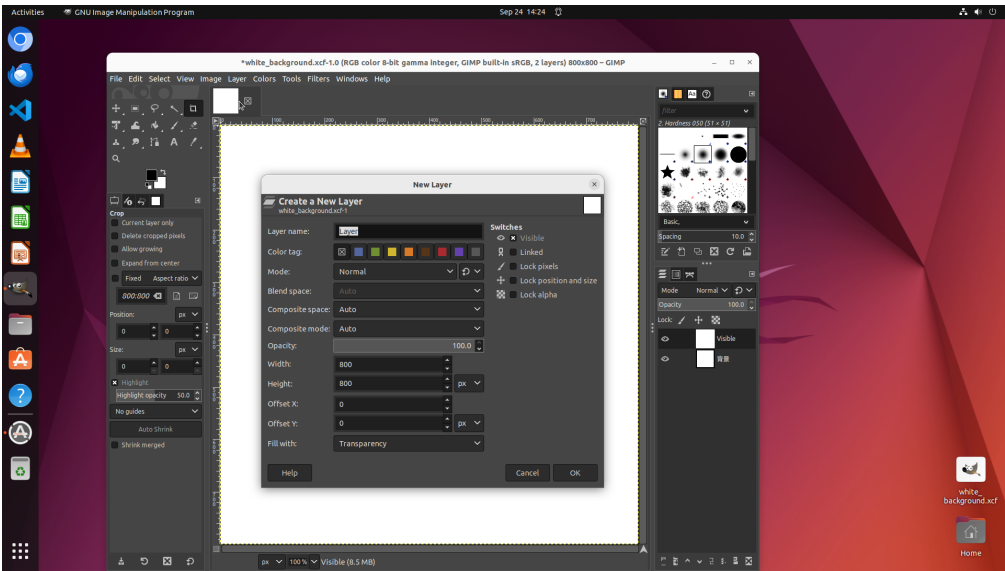 Activities GNU Image Manipulation Program Sep 24 14:24
*white_background.xcf-1.0 (RGB color 8-bit gamma integer, GIMP built-in sRGB, 2 layers) 800x800 – GIMP
File Edit Select View Image Layer Colors Tools Filters Windows Help
filter
2. Hardness 050 (51 × 51)
Basic,
Spacing 10.0
Mode Normal
Opacity 100.0
Lock:
Visible
背景
Crop
Current layer only
Delete cropped pixels
Allow growing
Expand from center
Fixed Aspect ratio
800:800
Position: px
0 0
Size: px
0 0
Highlight
Highlight opacity 50.0
No guides
Auto Shrink
Shrink merged
New Layer
Create a New Layer
white_background.xcf-1
Layer name: Layer
Color tag:
Mode: Normal
Blend space: Auto
Composite space: Auto
Composite mode: Auto
Opacity: 100.0
Width: 800
Height: 800 px
Offset X: 0
Offset Y: 0 px
Fill with: Transparency
Switches
Visible
Linked
Lock pixels
Lock position and size
Lock alpha
Help Cancel OK
px 100 % Visible (8.5 MB)
white_
background.xcf
Home